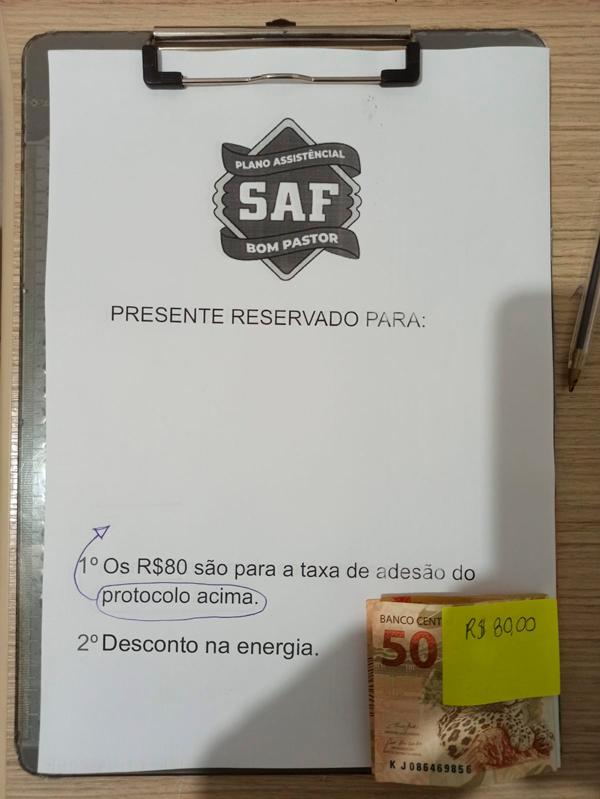 PLANO ASSISTÊNCIAL
SAF
BOM PASTOR
PRESENTE RESERVADO PARA:
1º Os R$80 são para a taxa de adesão do
protocolo acima.
2º Desconto na energia.
BANCO CENT
50
R$ 80,00
KJ086469856